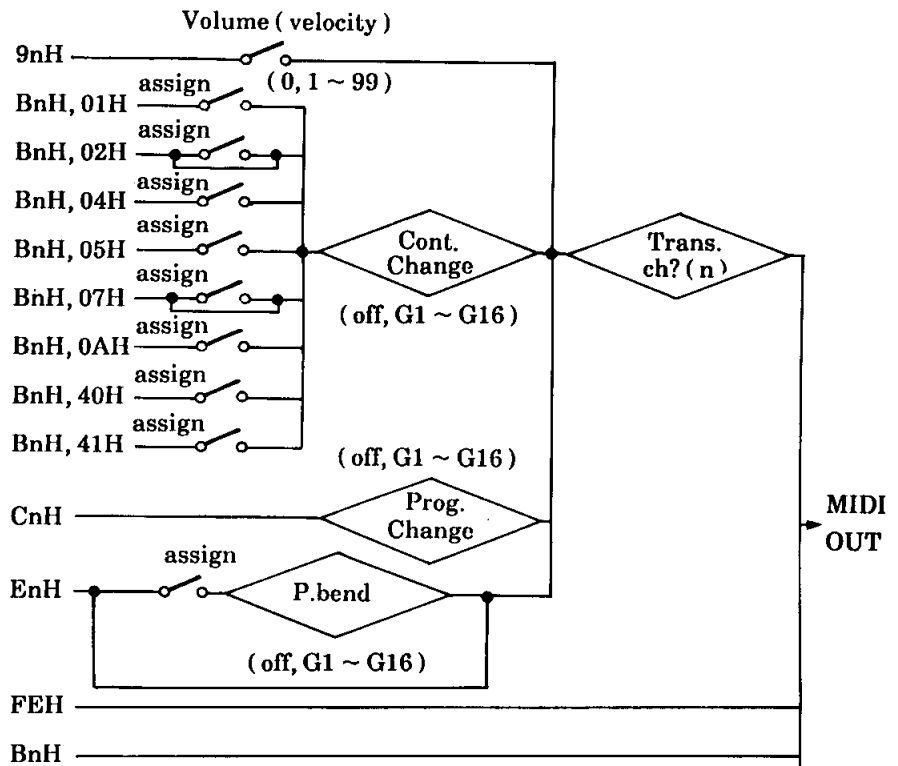 Volume (velocity)
9nH
(0, 1 ~ 99)
assign
BnH, 01H
assign
BnH, 02H
assign
BnH, 04H
assign
BnH, 05H
assign
BnH, 07H
assign
BnH, 0AH
assign
BnH, 40H
assign
BnH, 41H
Cont.
Change
(off, G1 ~ G16)
Trans.
ch? (n)
(off, G1 ~ G16)
CnH
Prog.
Change
MIDI
OUT
assign
EnH
P.bend
(off, G1 ~ G16)
FEH
BnH